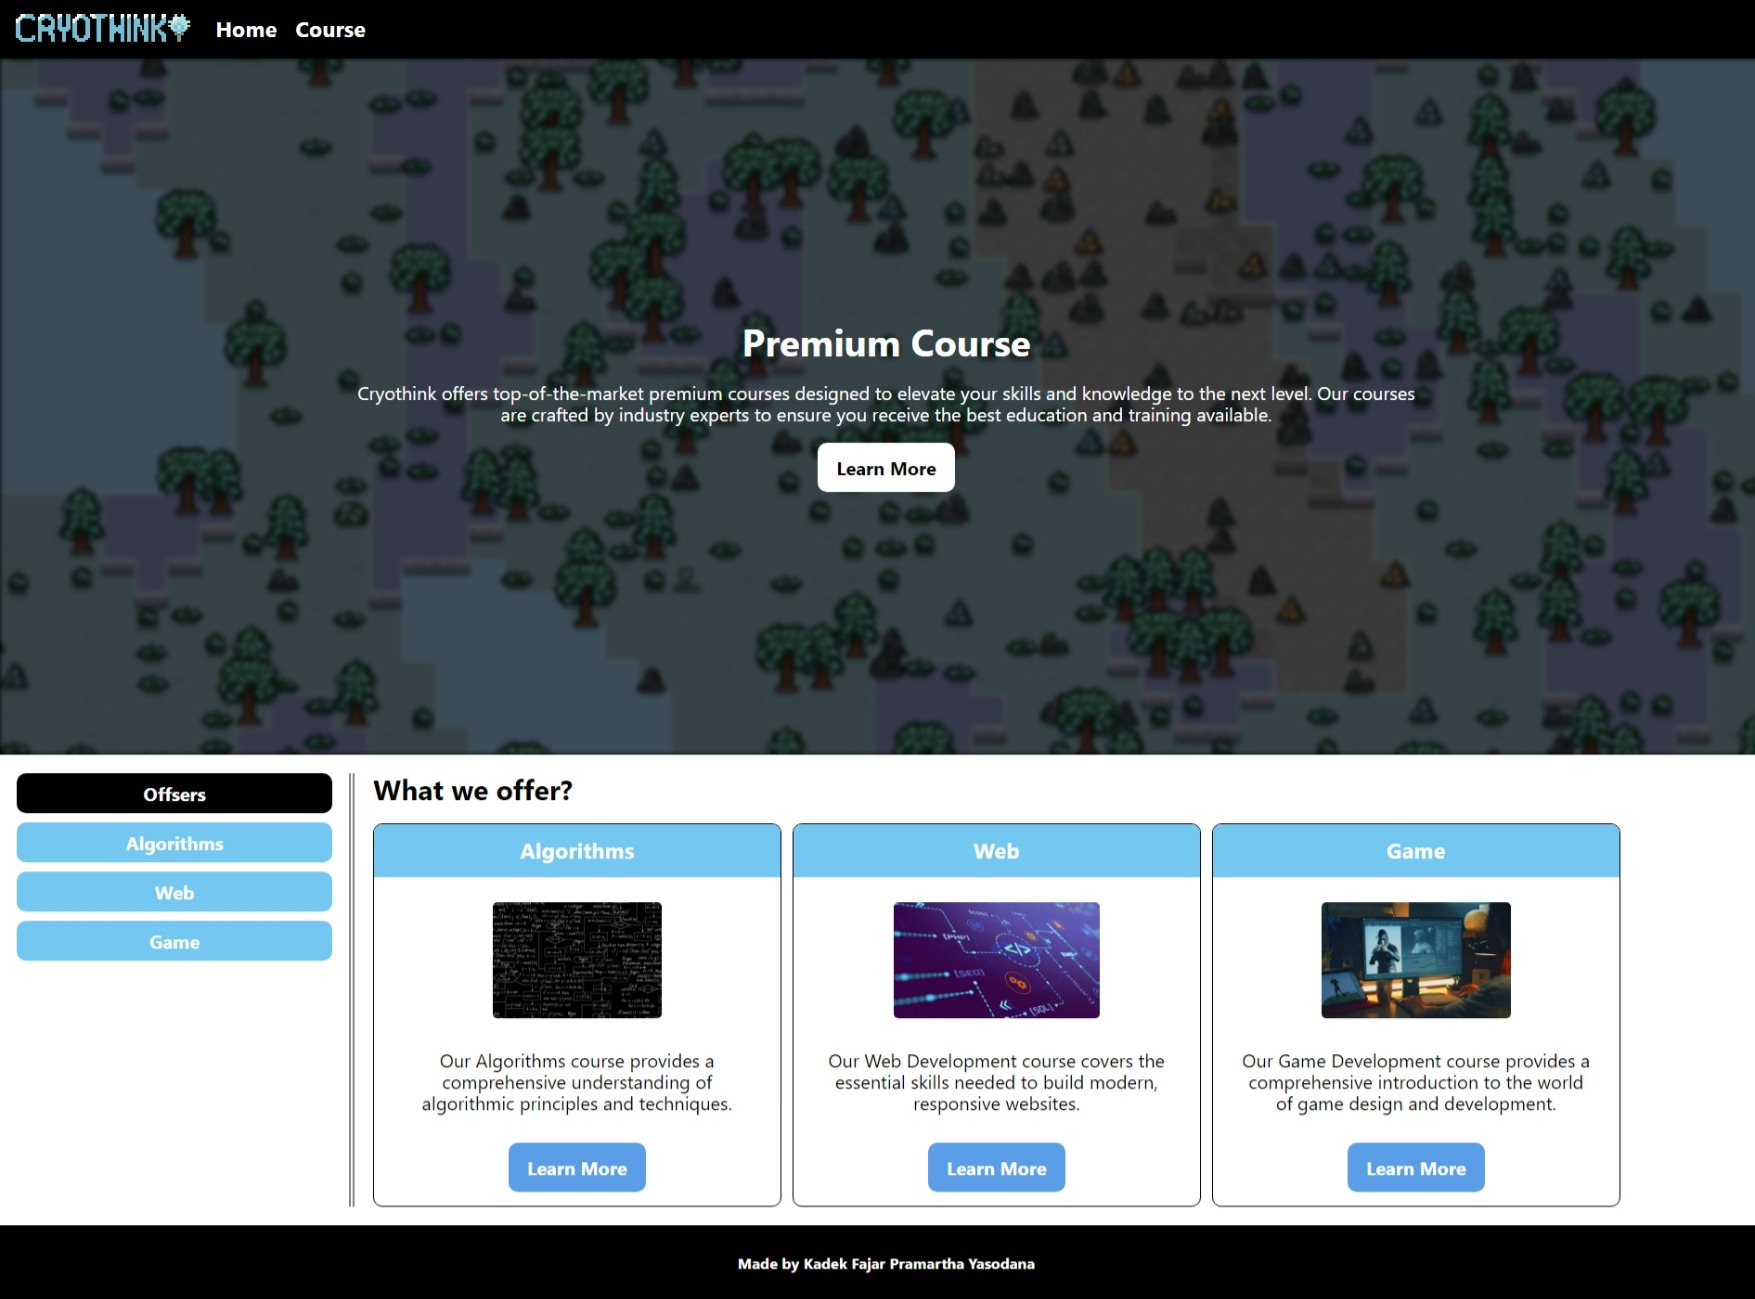 CRYOTHINK
Home Course
Premium Course
Cryothink offers top-of-the-market premium courses designed to elevate your skills and knowledge to the next level. Our courses
are crafted by industry experts to ensure you receive the best education and training available.
Learn More
Offsers
Algorithms
Web
Game
What we offer?
Algorithms
Our Algorithms course provides a
comprehensive understanding of
algorithmic principles and techniques.
Learn More
Web
[PHP]
</>
[SEO]
[SQL]
Our Web Development course covers the
essential skills needed to build modern,
responsive websites.
Learn More
Game
Our Game Development course provides a
comprehensive introduction to the world
of game design and development.
Learn More
Made by Kadek Fajar Pramartha Yasodana